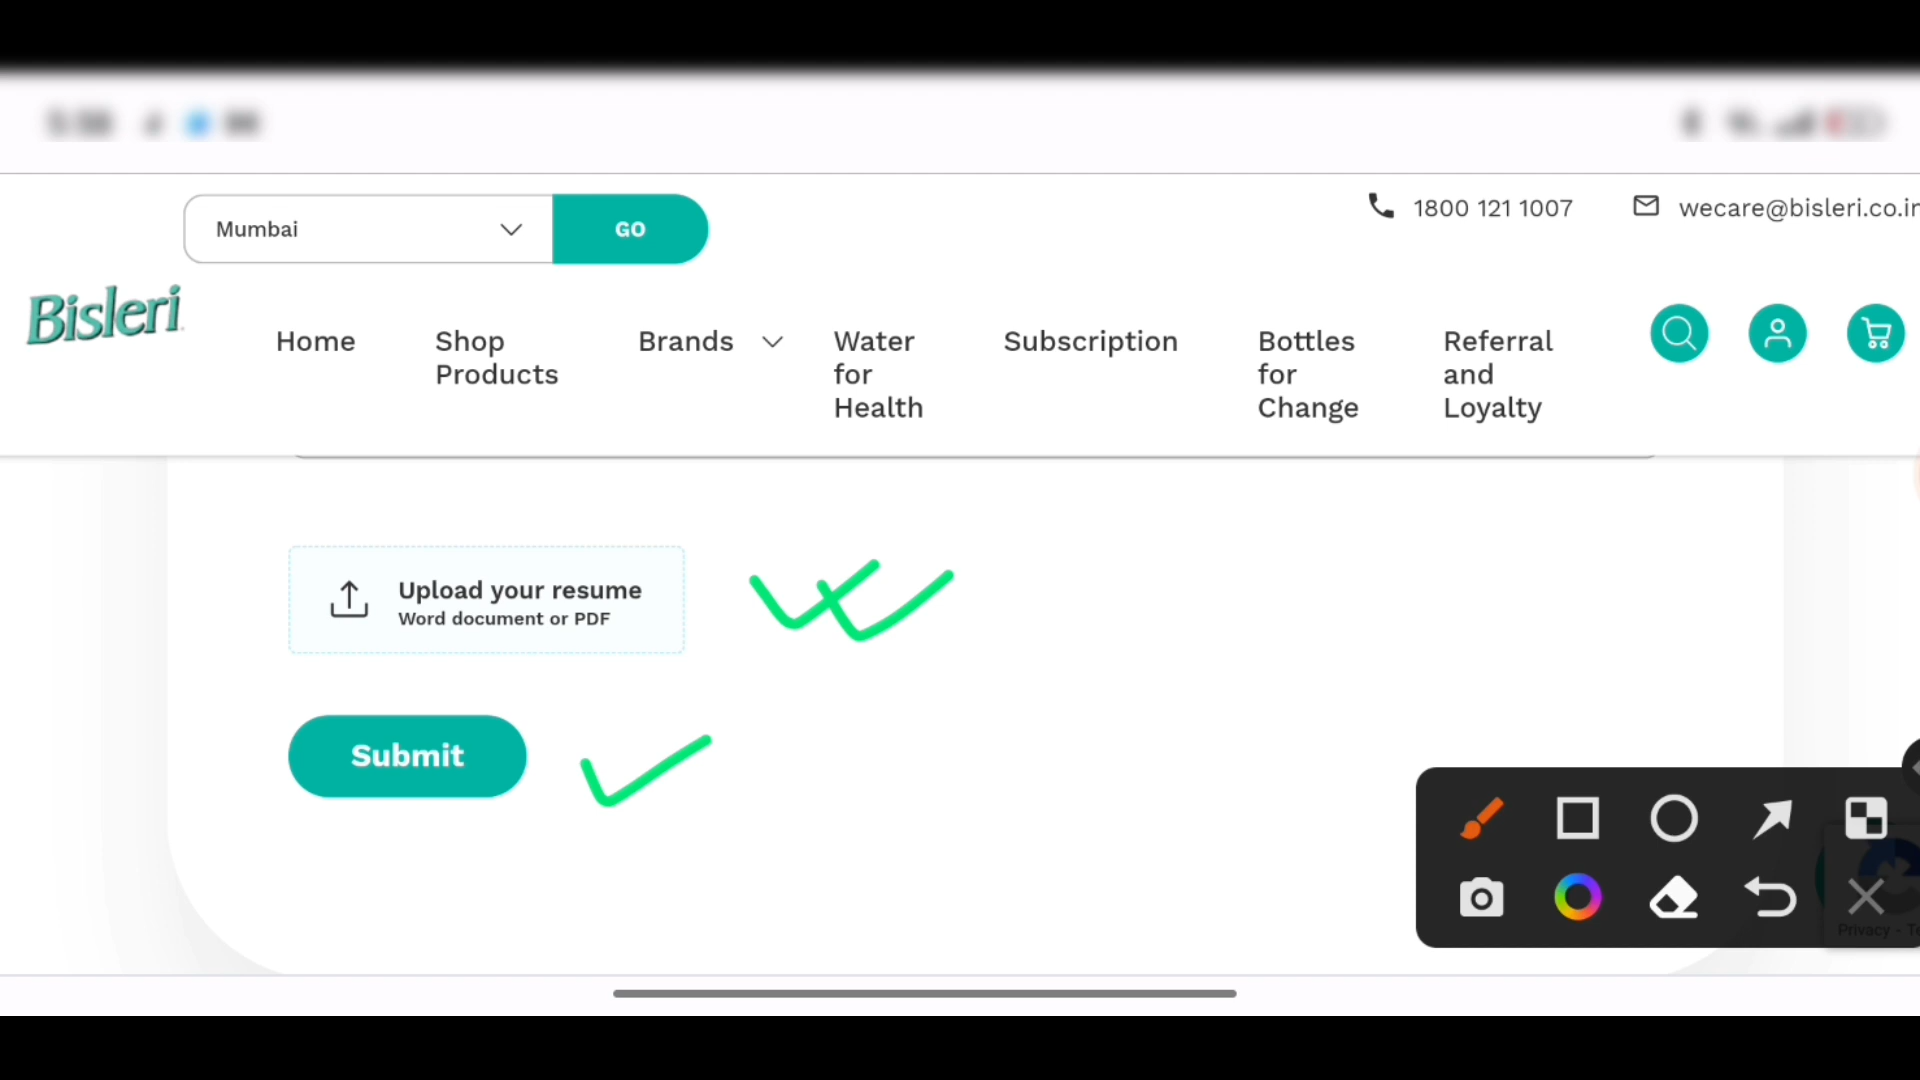 Mumbai
GO
1800 121 1007
wecare@bisleri.co.in
Bisleri
Home
Shop Products
Brands
Water for Health
Subscription
Bottles for Change
Referral and Loyalty
Upload your resume
Word document or PDF
Submit
Privacy -